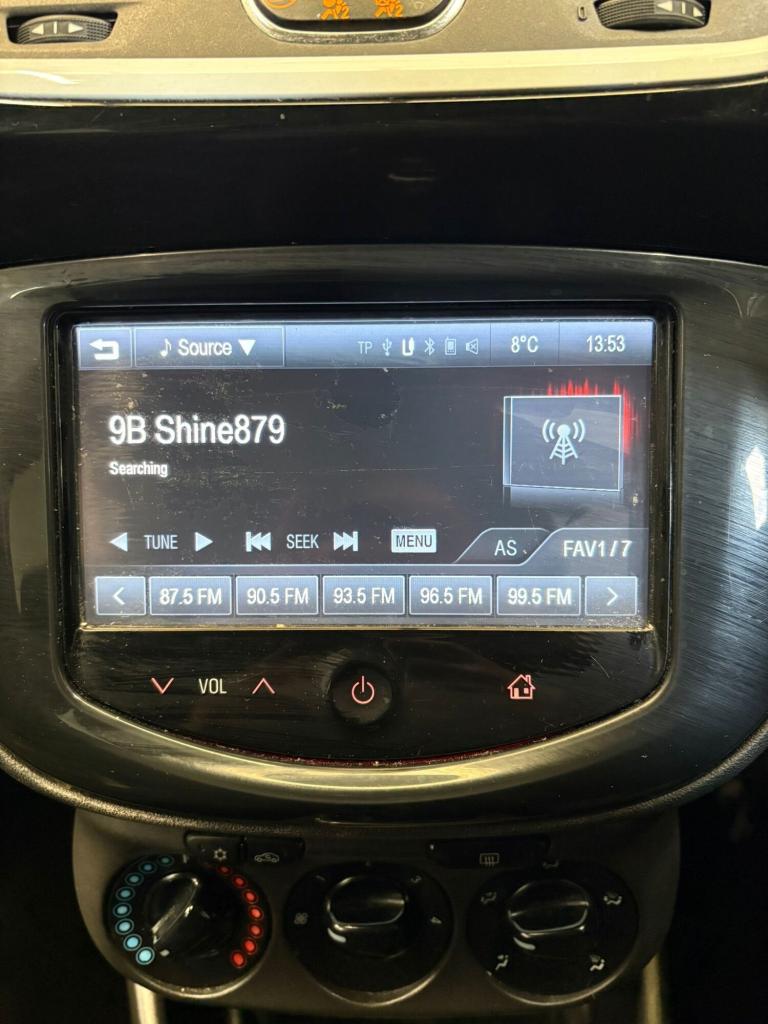 Source
TP 8°C 13:53
9B Shine879
Searching
TUNE SEEK MENU AS FAV1/7
< 87.5 FM 90.5 FM 93.5 FM 96.5 FM 99.5 FM >
VOL